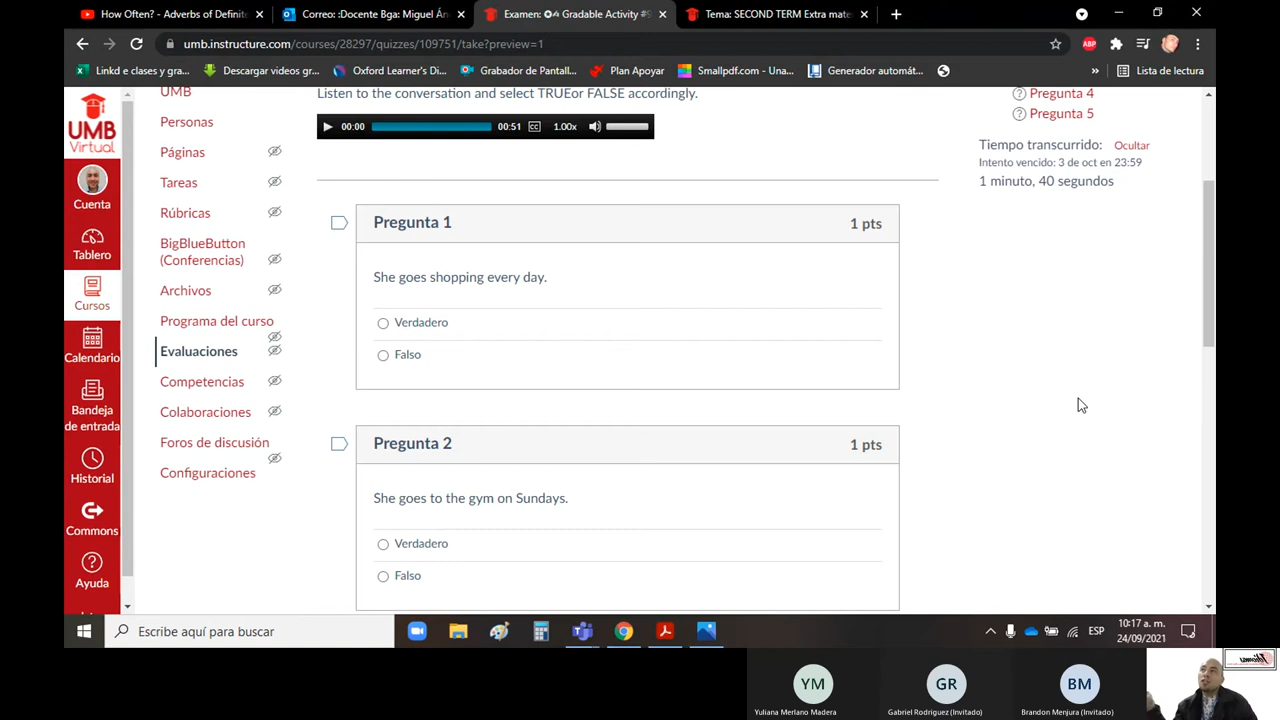 How Often? - Adverbs of Definite
Correo: :Docente Bga: Miguel Án
Examen: Gradable Activity #9
Tema: SECOND TERM Extra mate
umb.instructure.com/courses/28297/quizzes/109751/take?preview=1
ABP
Linkd e clases y gra...
Descargar videos gr...
Oxford Learner's Di...
Grabador de Pantall...
Plan Apoyar
Smallpdf.com - Una...
Generador automát...
»
Lista de lectura
UMB
Virtual
Cuenta
Tablero
Cursos
Calendario
Bandeja
de entrada
Historial
Commons
Ayuda
UMB
Personas
Páginas
Tareas
Rúbricas
BigBlueButton
(Conferencias)
Archivos
Programa del curso
Evaluaciones
Competencias
Colaboraciones
Foros de discusión
Configuraciones
Listen to the conversation and select TRUEor FALSE accordingly.
00:00 00:51 CC 1.00x
Pregunta 1 1 pts
She goes shopping every day.
Verdadero
Falso
Pregunta 2 1 pts
She goes to the gym on Sundays.
Verdadero
Falso
Pregunta 4
Pregunta 5
Tiempo transcurrido: Ocultar
Intento vencido: 3 de oct en 23:59
1 minuto, 40 segundos
Escribe aquí para buscar
ESP
10:17 a. m.
24/09/2021
YM
Yuliana Merlano Madera
GR
Gabriel Rodriguez (Invitado)
BM
Brandon Menjura (Invitado)